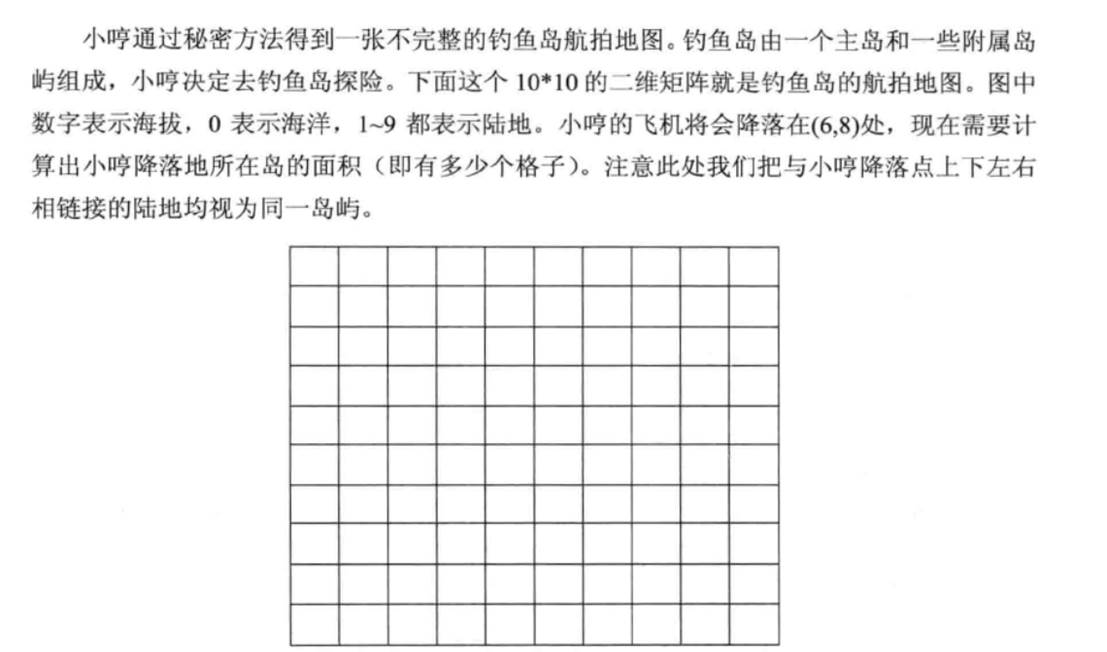 小哼通过秘密方法得到一张不完整的钓鱼岛航拍地图。钓鱼岛由一个主岛和一些附属岛
屿组成，小哼决定去钓鱼岛探险。下面这个 10*10 的二维矩阵就是钓鱼岛的航拍地图。图中
数字表示海拔，0 表示海洋，1~9 都表示陆地。小哼的飞机将会降落在(6,8)处，现在需要计
算出小哼降落地所在岛的面积（即有多少个格子）。注意此处我们把与小哼降落点上下左右
相链接的陆地均视为同一岛屿。